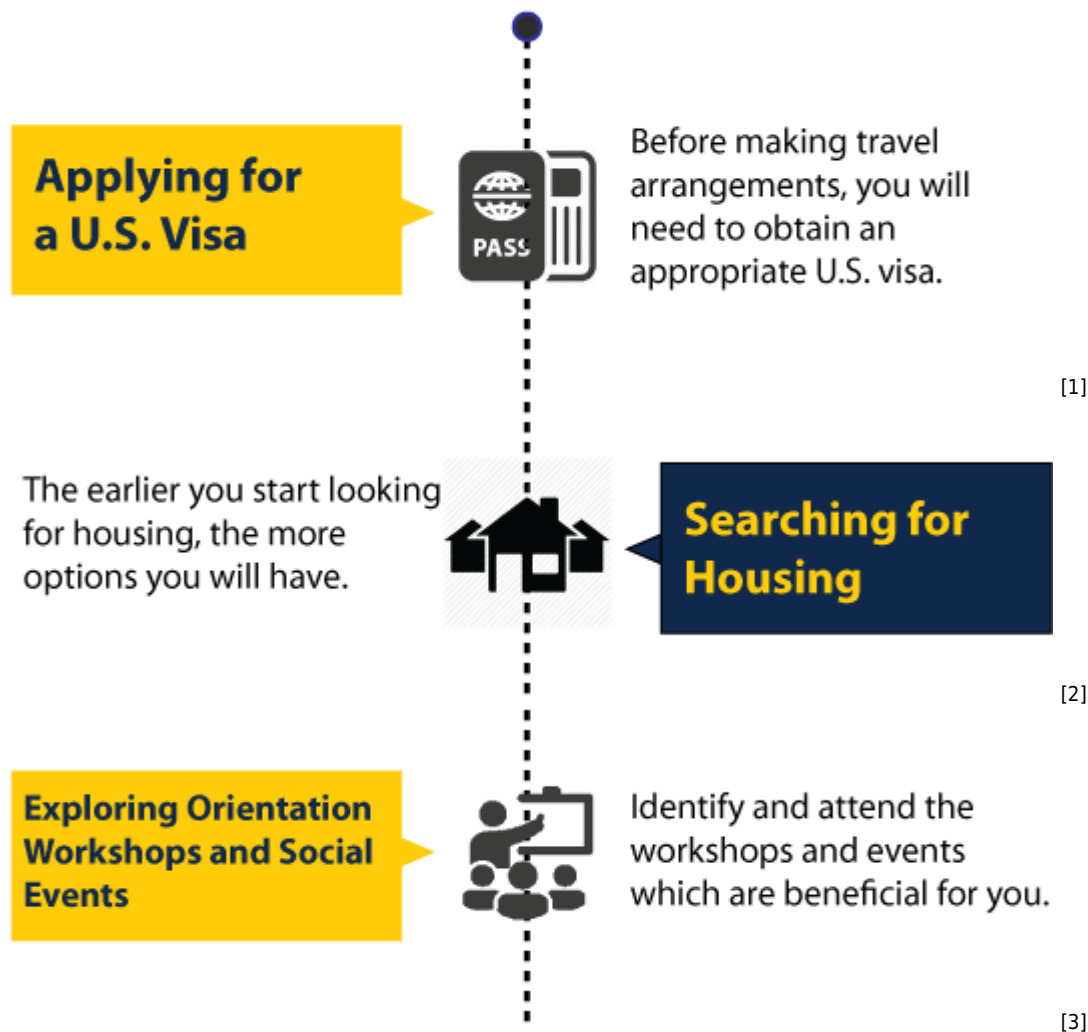 Applying for
a U.S. Visa
PASS
Before making travel
arrangements, you will
need to obtain an
appropriate U.S. visa.
[1]
The earlier you start looking
for housing, the more
options you will have.
Searching for
Housing
[2]
Exploring Orientation
Workshops and Social
Events
Identify and attend the
workshops and events
which are beneficial for you.
[3]